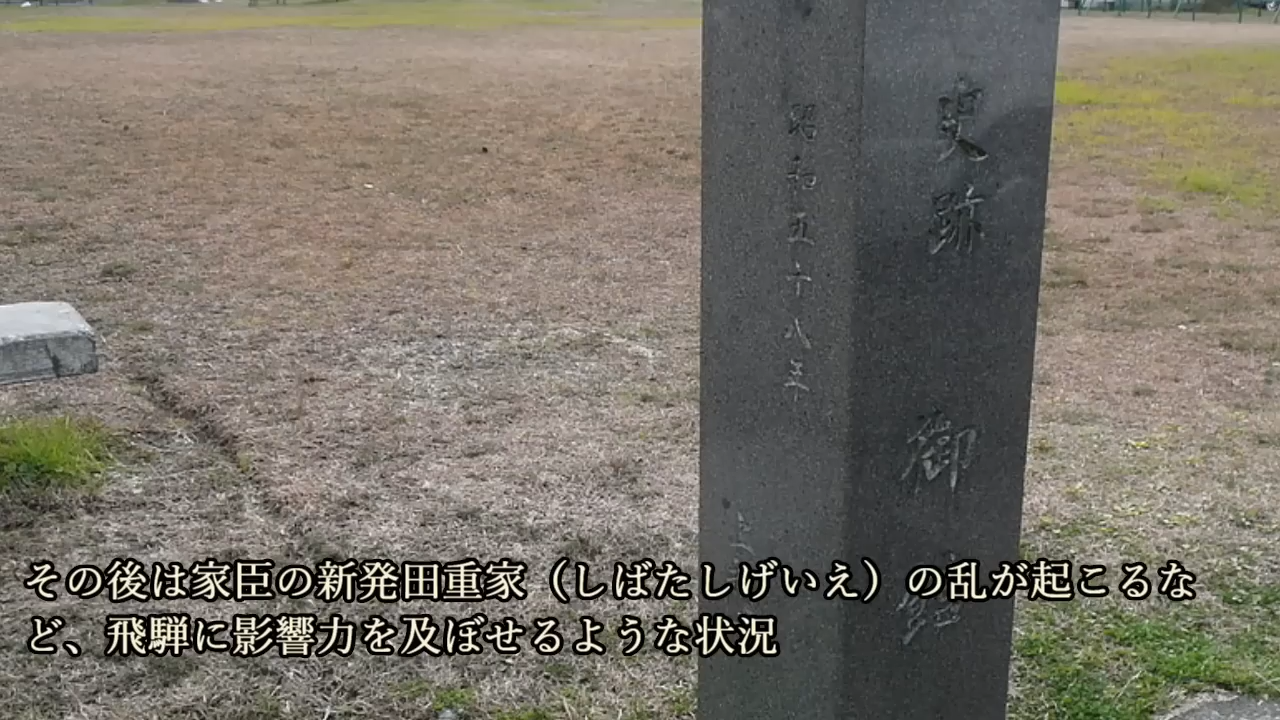 史跡 御館
昭和五十八年
上
その後は家臣の新発田重家（しばたしげいえ）の乱が起こるな
ど、飛騨に影響力を及ぼせるような状況